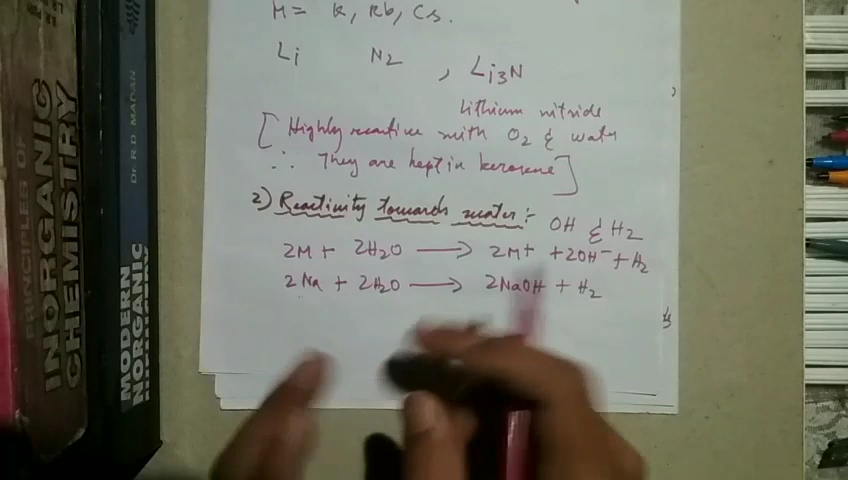 M = K, Rb, Cs.
Li N2 , Li3N
Lithium nitride
[ Highly reactive with O2 & water
∴ They are kept in kerosene ]
2) Reactivity towards water:-
OH & H2
2M + 2H2O ⟶ 2M+ + 2OH- + H2
2Na + 2H2O ⟶ 2NaOH + H2
PRINCIPLES OF
INORGANIC
CHEMISTRY
MODERN
INORGANIC
Dr. R D. MADAN